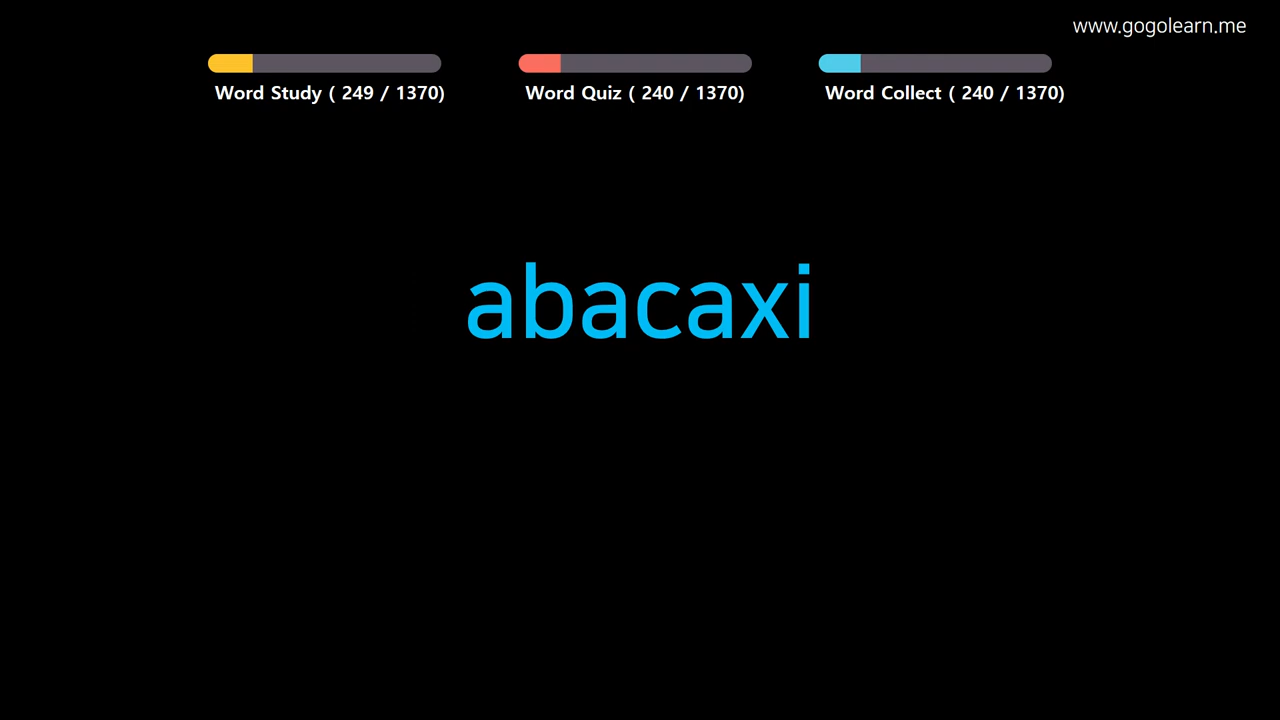 www.gogolearn.me
Word Study ( 249 / 1370)
Word Quiz ( 240 / 1370)
Word Collect ( 240 / 1370)
abacaxi